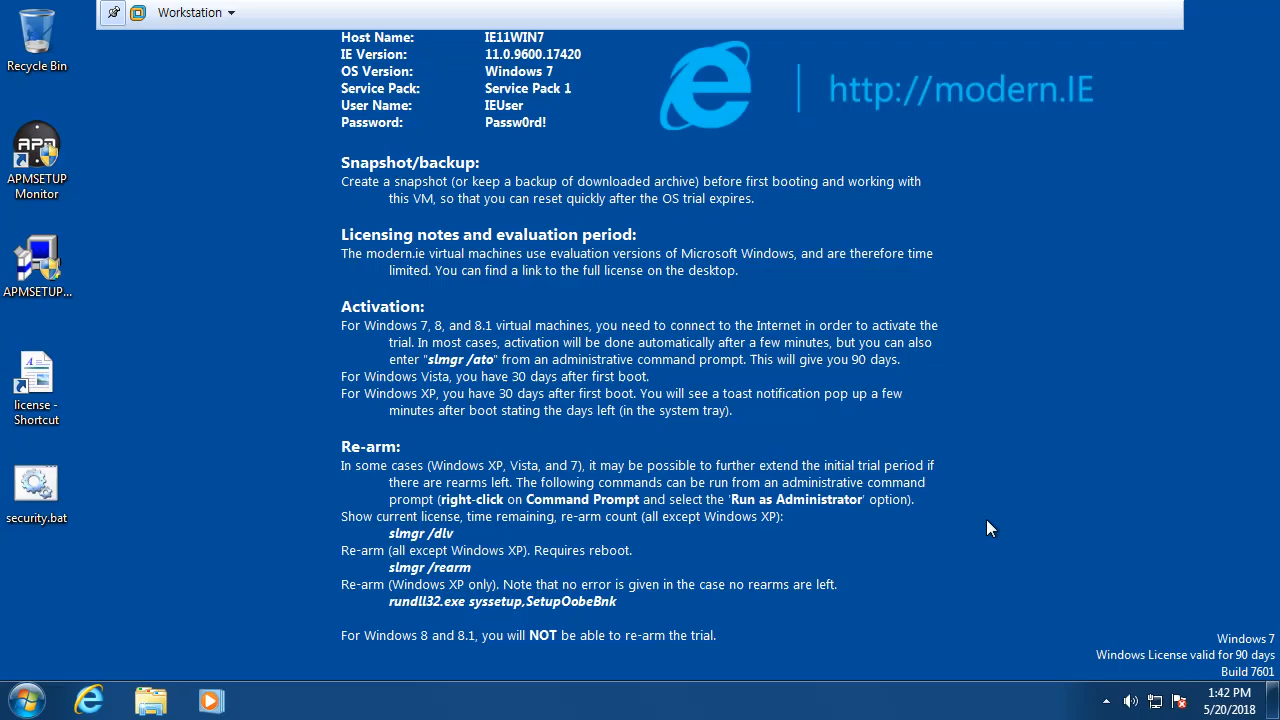 Workstation
Recycle Bin
APM
APMSETUP
Monitor
APMSETUP...
license -
Shortcut
security.bat
Host Name: IE11WIN7
IE Version: 11.0.9600.17420
OS Version: Windows 7
Service Pack: Service Pack 1
User Name: IEUser
Password: Passw0rd!
http://modern.IE
Snapshot/backup:
Create a snapshot (or keep a backup of downloaded archive) before first booting and working with
this VM, so that you can reset quickly after the OS trial expires.
Licensing notes and evaluation period:
The modern.ie virtual machines use evaluation versions of Microsoft Windows, and are therefore time
limited. You can find a link to the full license on the desktop.
Activation:
For Windows 7, 8, and 8.1 virtual machines, you need to connect to the Internet in order to activate the
trial. In most cases, activation will be done automatically after a few minutes, but you can also
enter "slmgr /ato" from an administrative command prompt. This will give you 90 days.
For Windows Vista, you have 30 days after first boot.
For Windows XP, you have 30 days after first boot. You will see a toast notification pop up a few
minutes after boot stating the days left (in the system tray).
Re-arm:
In some cases (Windows XP, Vista, and 7), it may be possible to further extend the initial trial period if
there are rearms left. The following commands can be run from an administrative command
prompt (right-click on Command Prompt and select the 'Run as Administrator' option).
Show current license, time remaining, re-arm count (all except Windows XP):
slmgr /dlv
Re-arm (all except Windows XP). Requires reboot.
slmgr /rearm
Re-arm (Windows XP only). Note that no error is given in the case no rearms are left.
rundll32.exe syssetup,SetupOobeBnk
For Windows 8 and 8.1, you will NOT be able to re-arm the trial.
Windows 7
Windows License valid for 90 days
Build 7601
1:42 PM
5/20/2018